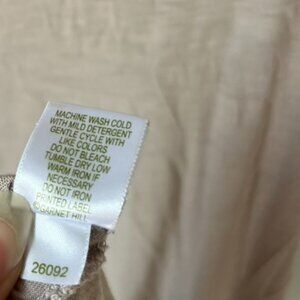 MACHINE WASH COLD
WITH MILD DETERGENT
GENTLE CYCLE WITH
LIKE COLORS
DO NOT BLEACH
TUMBLE DRY LOW
WARM IRON IF
NECESSARY
DO NOT IRON
PRINTED LABEL
©GARNET HILL
26092